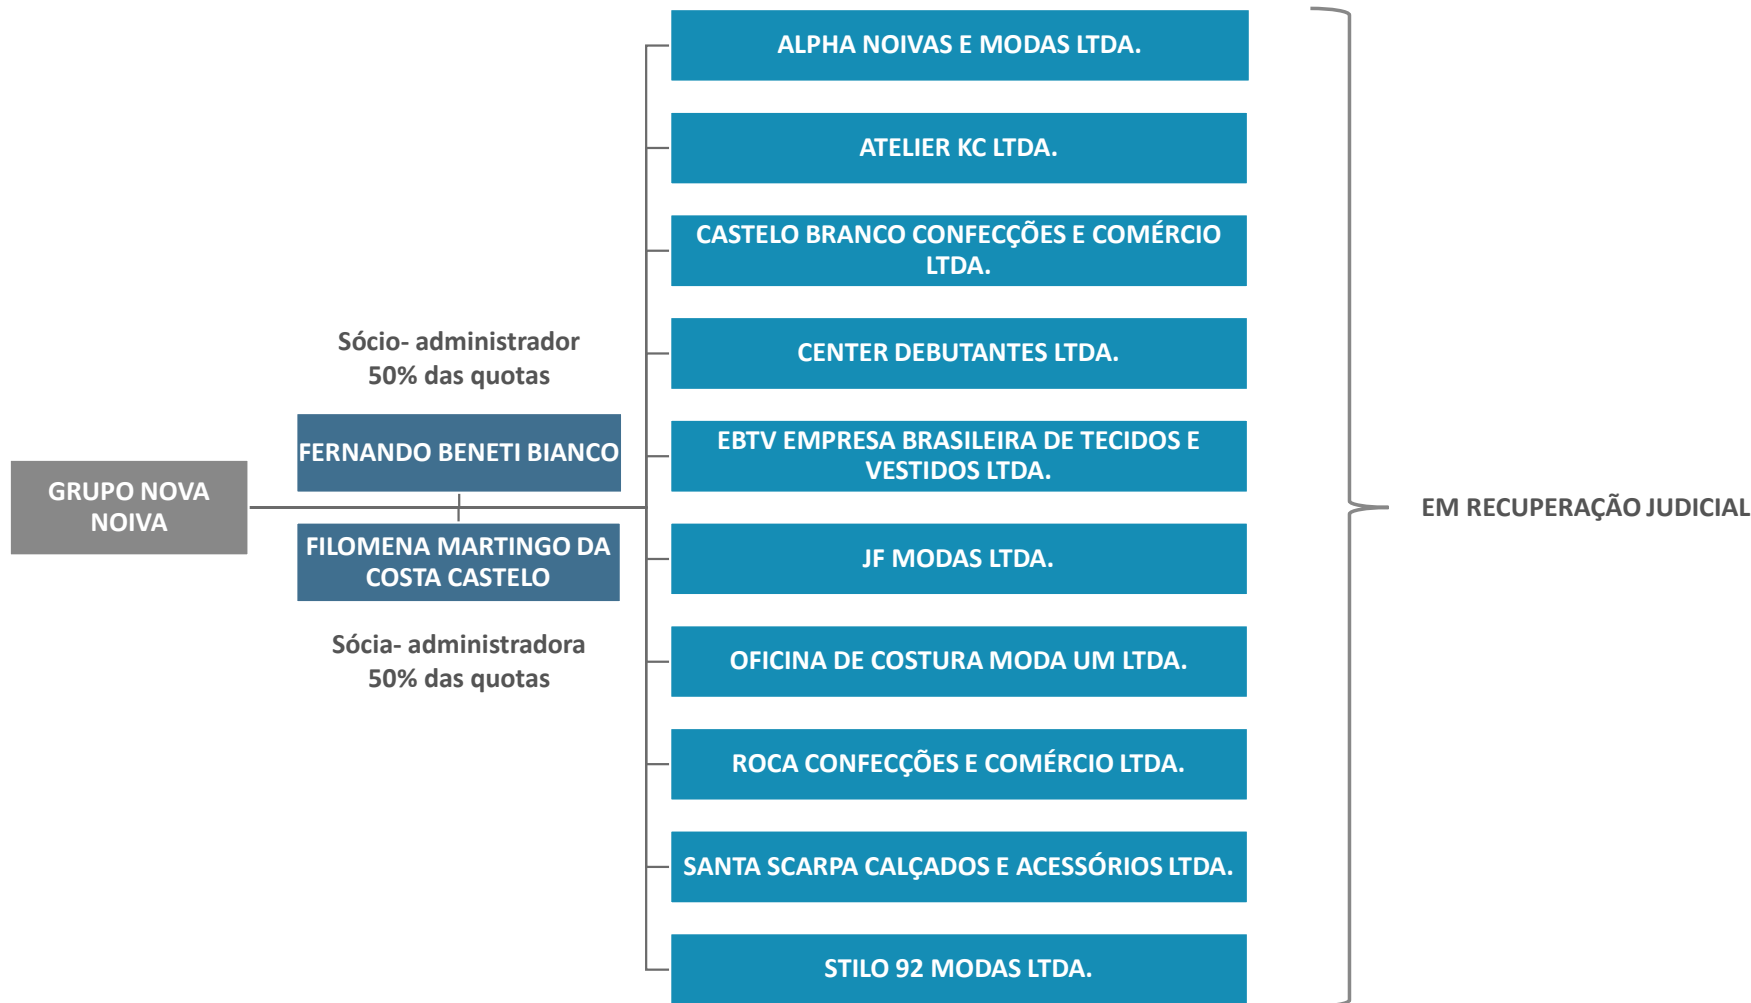 GRUPO NOVA
NOIVA
Sócio- administrador
50% das quotas
FERNANDO BENETI BIANCO
FILOMENA MARTINGO DA
COSTA CASTELO
Sócia- administradora
50% das quotas
ALPHA NOIVAS E MODAS LTDA.
ATELIER KC LTDA.
CASTELO BRANCO CONFECÇÕES E COMÉRCIO
LTDA.
CENTER DEBUTANTES LTDA.
EBTV EMPRESA BRASILEIRA DE TECIDOS E
VESTIDOS LTDA.
JF MODAS LTDA.
OFICINA DE COSTURA MODA UM LTDA.
ROCA CONFECÇÕES E COMÉRCIO LTDA.
SANTA SCARPA CALÇADOS E ACESSÓRIOS LTDA.
STILO 92 MODAS LTDA.
EM RECUPERAÇÃO JUDICIAL